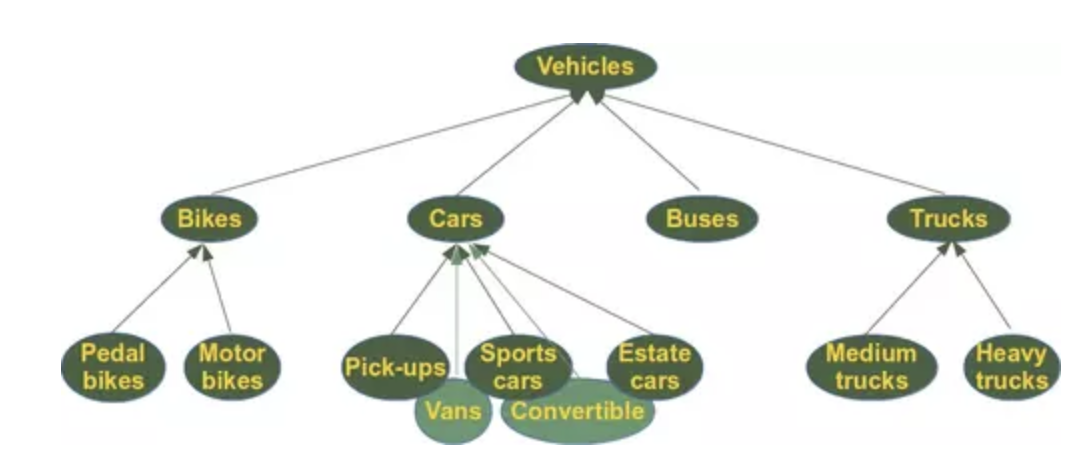 Vehicles
Bikes
Cars
Buses
Trucks
Pedal
bikes
Motor
bikes
Pick-ups
Sports
cars
Estate
cars
Medium
trucks
Heavy
trucks
Vans
Convertible